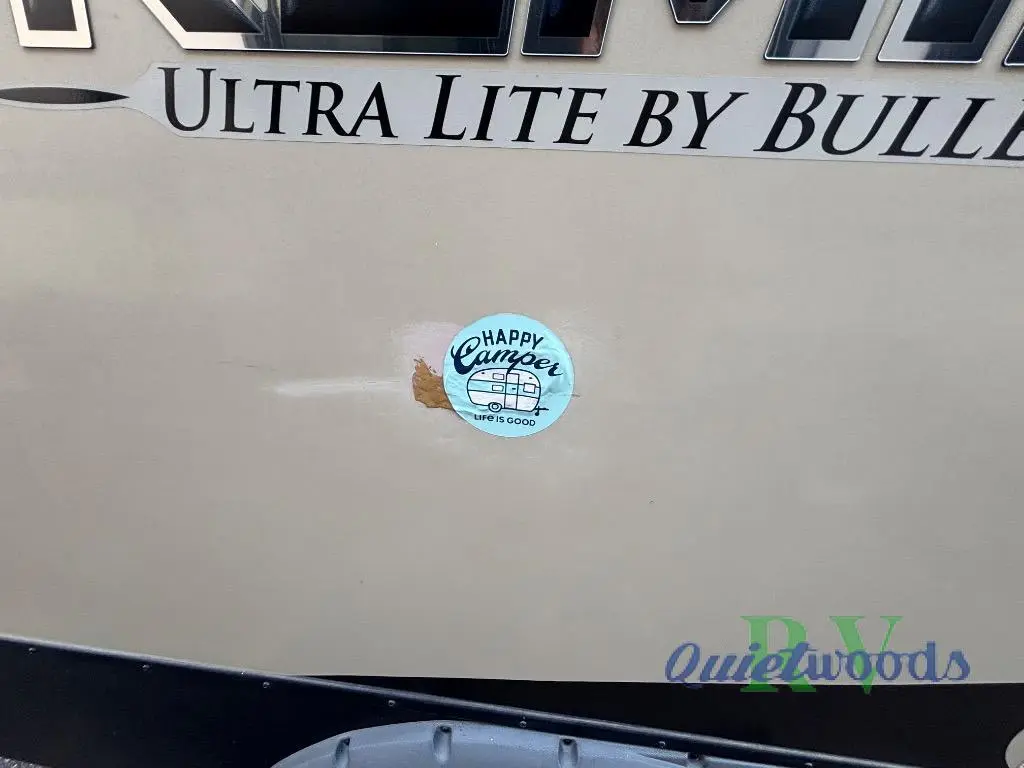 ULTRA LITE BY BULLE
HAPPY
Camper
LIFE IS GOOD
RV
Quietwoods